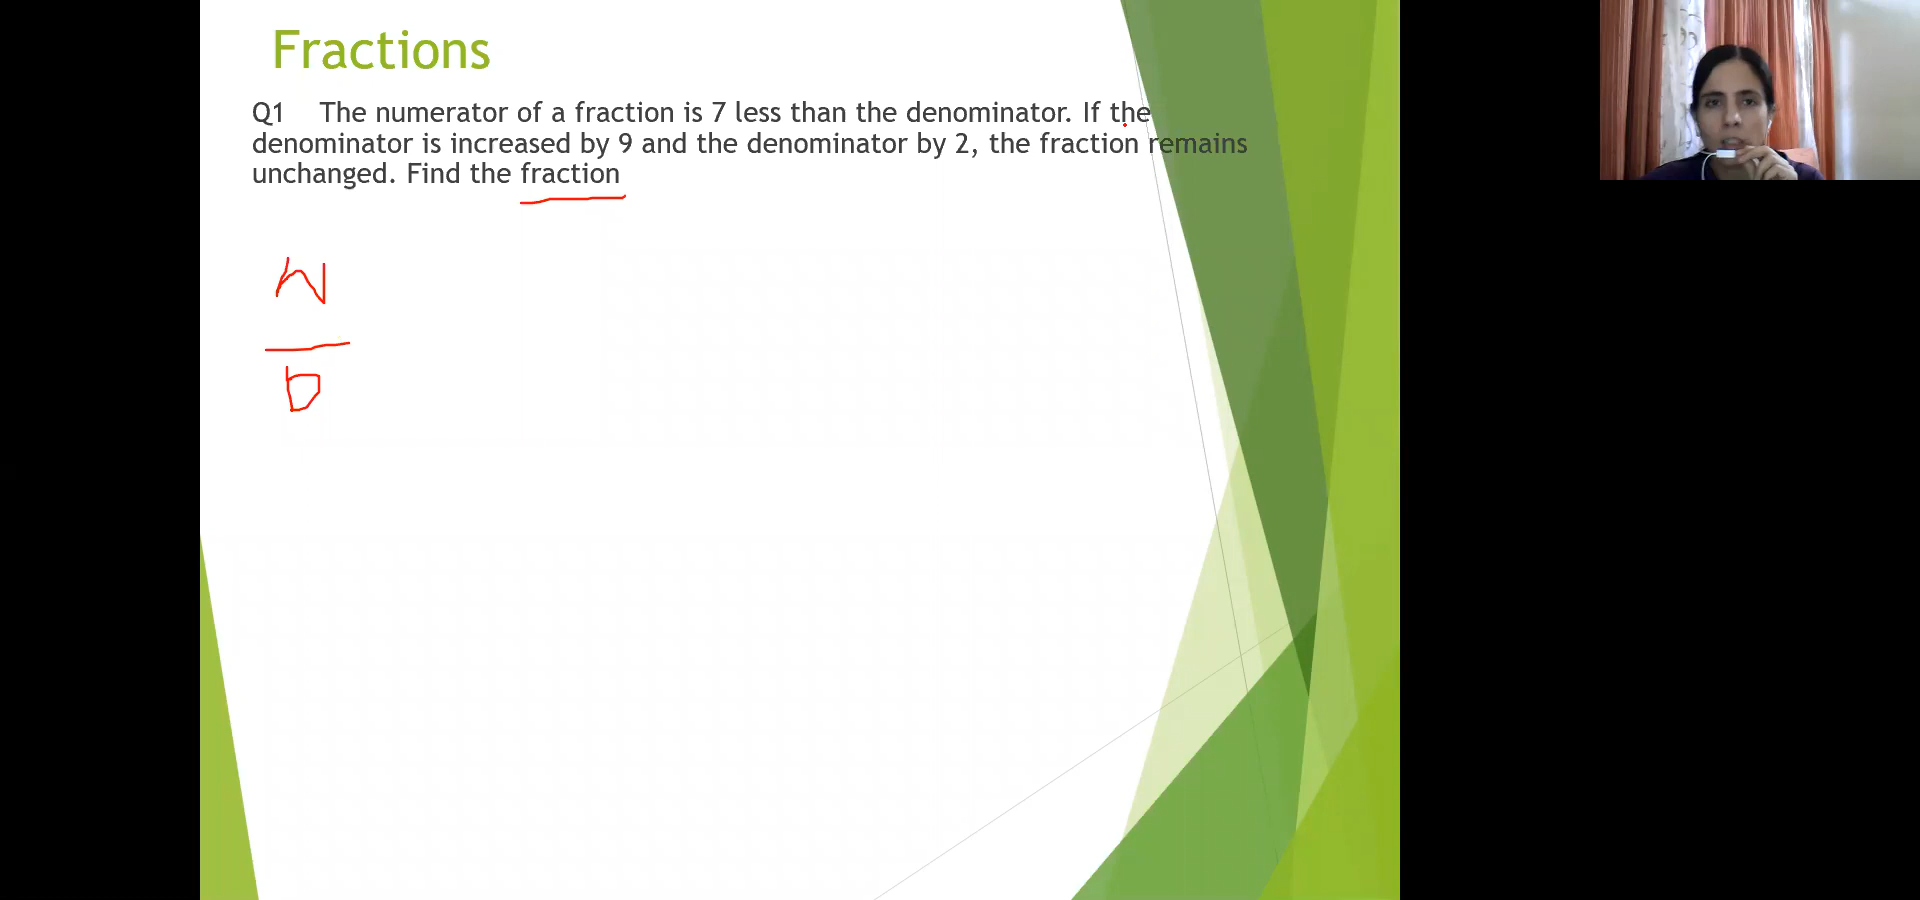 Fractions
Q1 The numerator of a fraction is 7 less than the denominator. If the
denominator is increased by 9 and the denominator by 2, the fraction remains
unchanged. Find the fraction
N
D